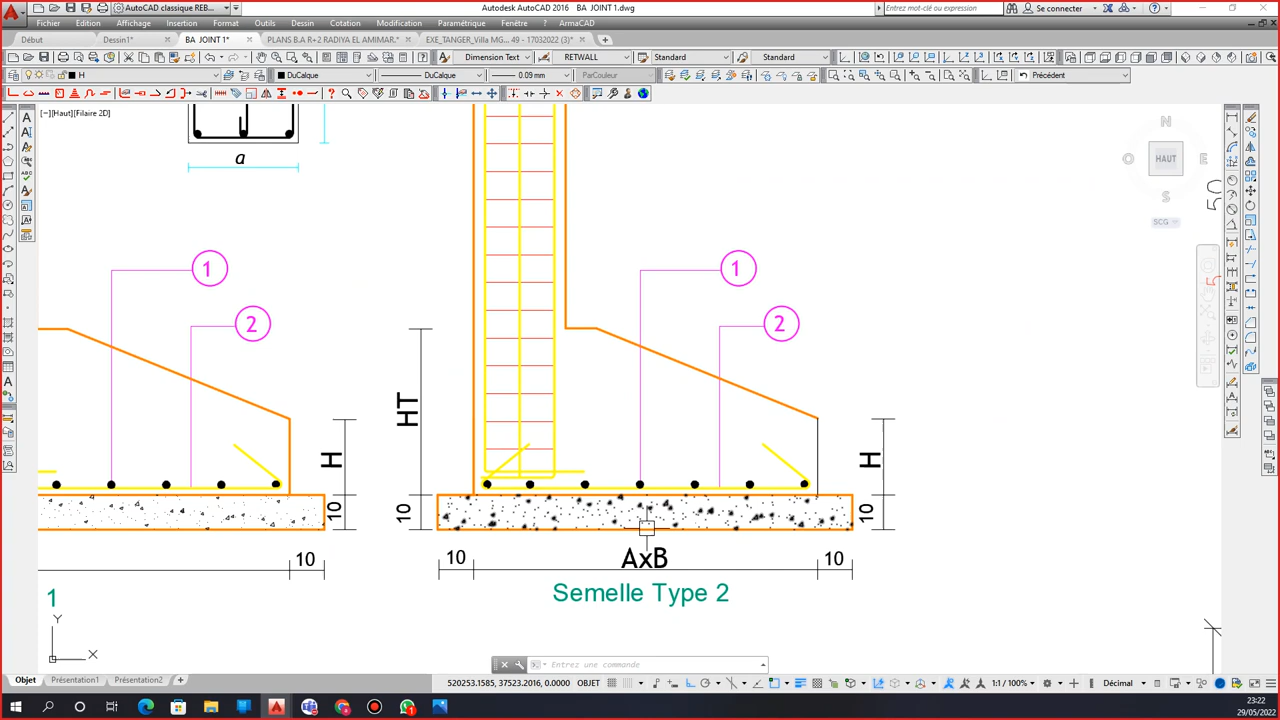 AutoCAD classique REB...
Autodesk AutoCAD 2016 BA JOINT 1.dwg
Entrez mot-clé ou expression
Se connecter
Fichier Edition Affichage Insertion Format Outils Dessin Cotation Modification Paramétrique Fenêtre ? ArmaCAD
Début Dessin1* BA JOINT 1* PLANS B.A R+2 RADIYA EL AMIMAR.* EXE_TANGER_Villa MG... 49 - 17032022 (3)*
Dimension Text RETWALL Standard Standard
H DuCalque DuCalque 0.09 mm ParCouleur Précédent
[−][Haut][Filaire 2D]
N
O HAUT E
S
SCG
a
1
2
1
2
HT
H
10
10
H
10
10
10
AxB
10
1
Semelle Type 2
50
Y
X
Entrez une commande
Objet Présentation1 Présentation2 +
520253.1585, 37523.2016, 0.0000 OBJET
1:1 / 100%
Décimal
23:22
29/05/2022